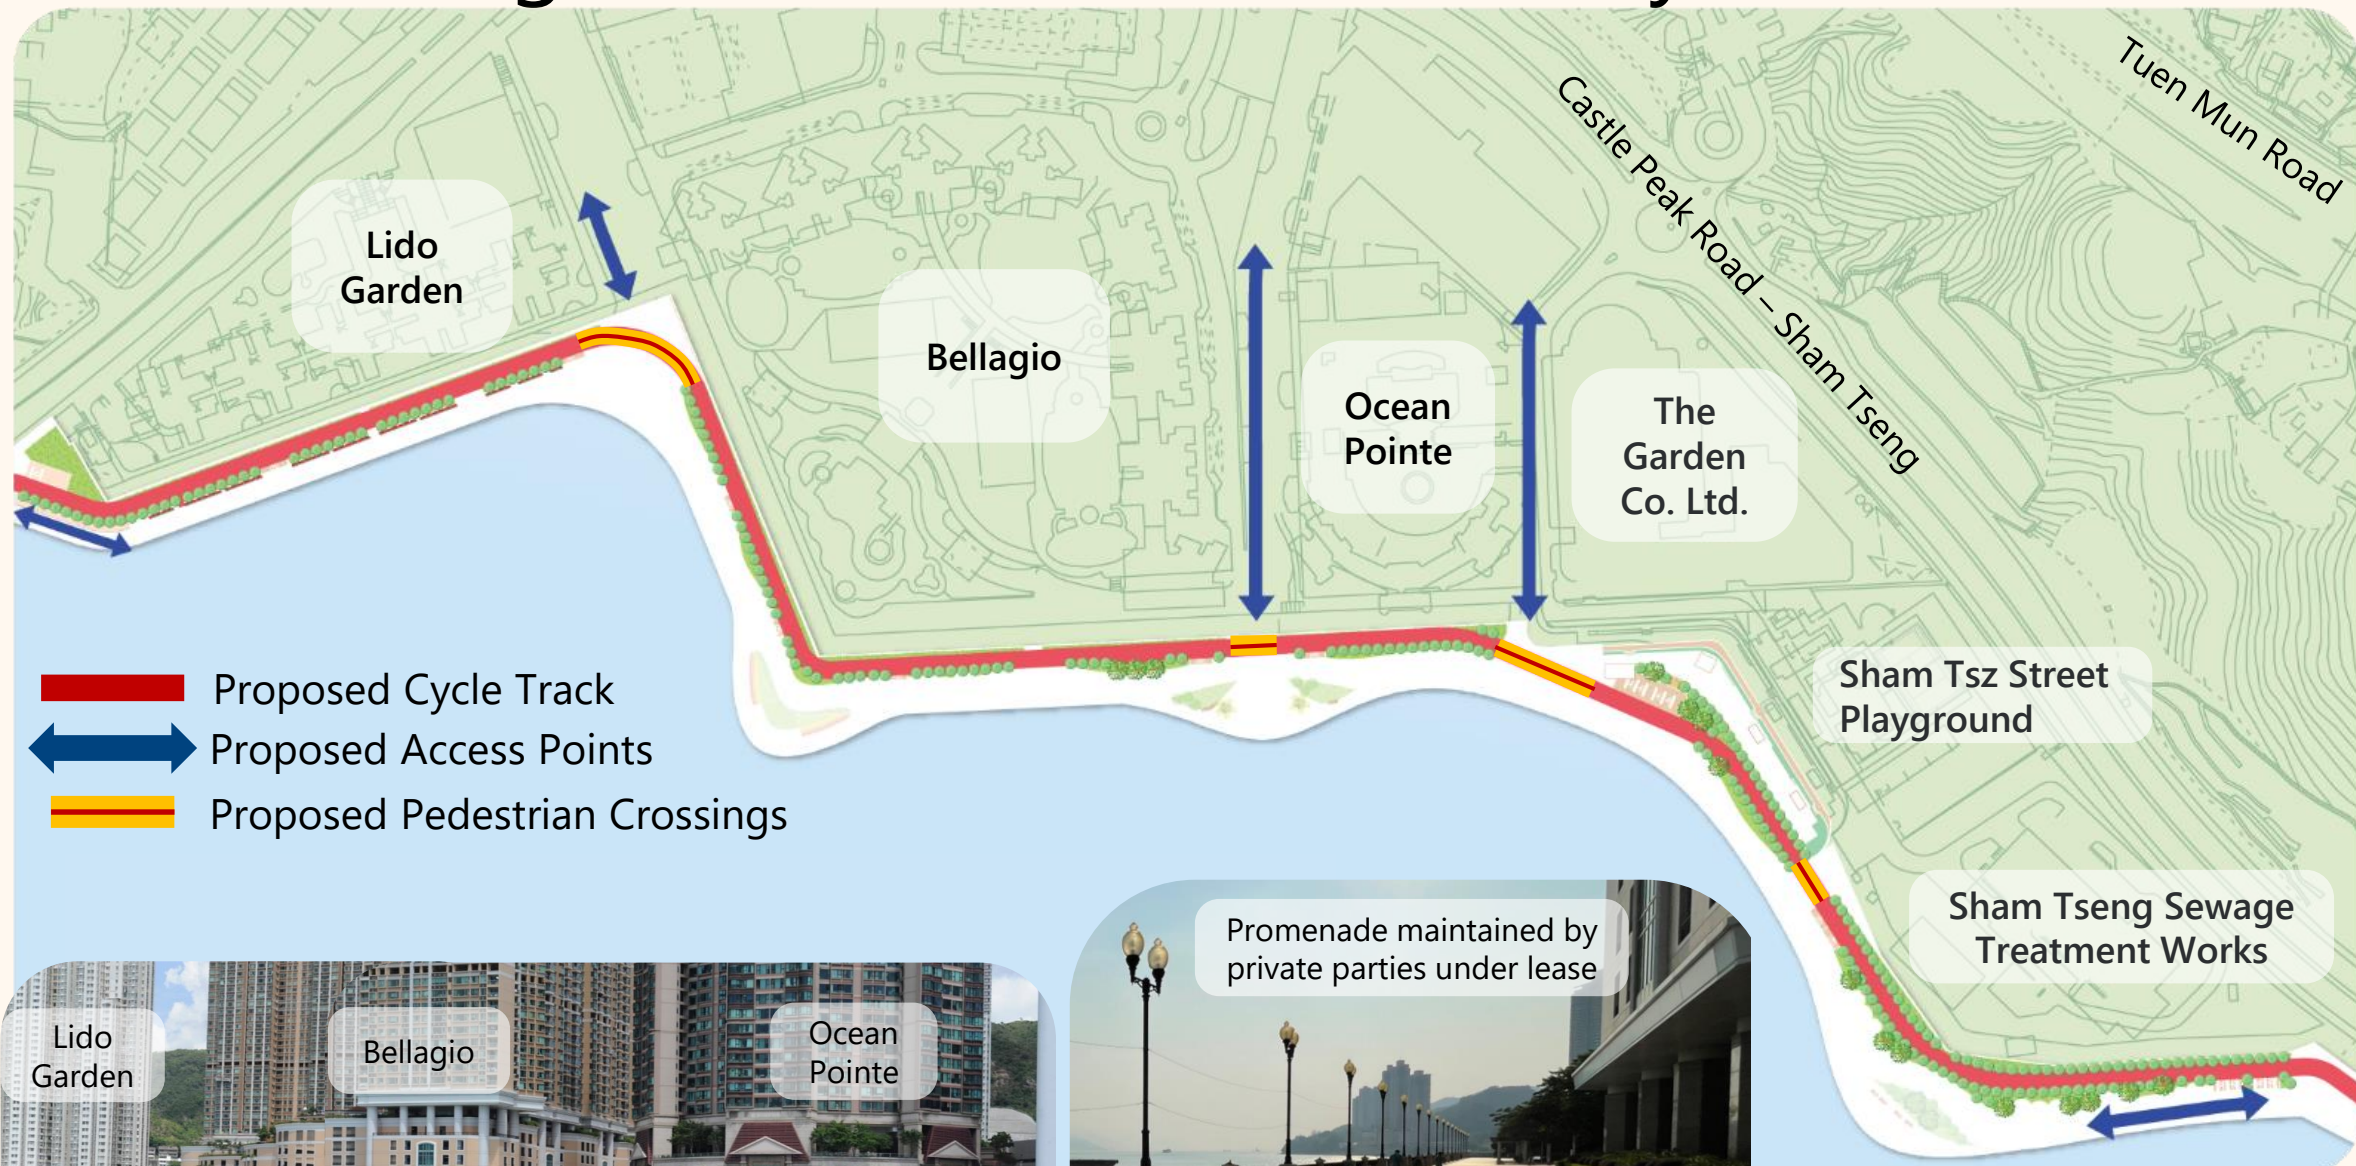 Tuen Mun Road
Castle Peak Road – Sham Tseng
Lido
Garden
Bellagio
Ocean
Pointe
The
Garden
Co. Ltd.
Sham Tsz Street
Playground
Sham Tseng Sewage
Treatment Works
Proposed Cycle Track
Proposed Access Points
Proposed Pedestrian Crossings
Lido
Garden
Bellagio
Ocean
Pointe
Promenade maintained by
private parties under lease